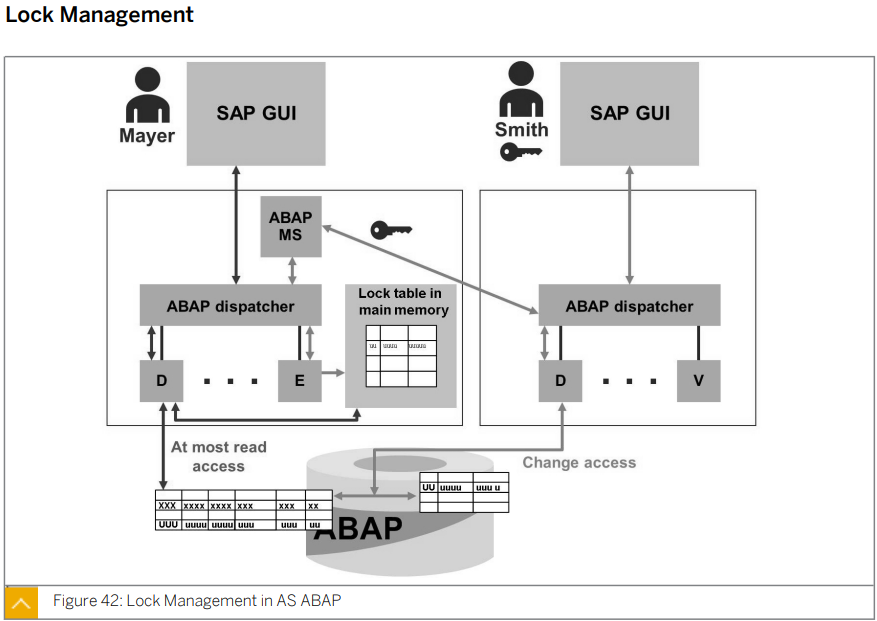 Lock Management
SAP GUI
Mayer
SAP GUI
Smith
ABAP
MS
ABAP dispatcher
Lock table in
main memory
uu uuuu uuuuu
D
. . .
E
ABAP dispatcher
D
. . .
V
At most read
access
Change access
XXX xxxx xxxx xxx xxx xx
UUU uuuu uuuu uuu uuu uu
UU uuuu uuu u
ABAP
Figure 42: Lock Management in AS ABAP